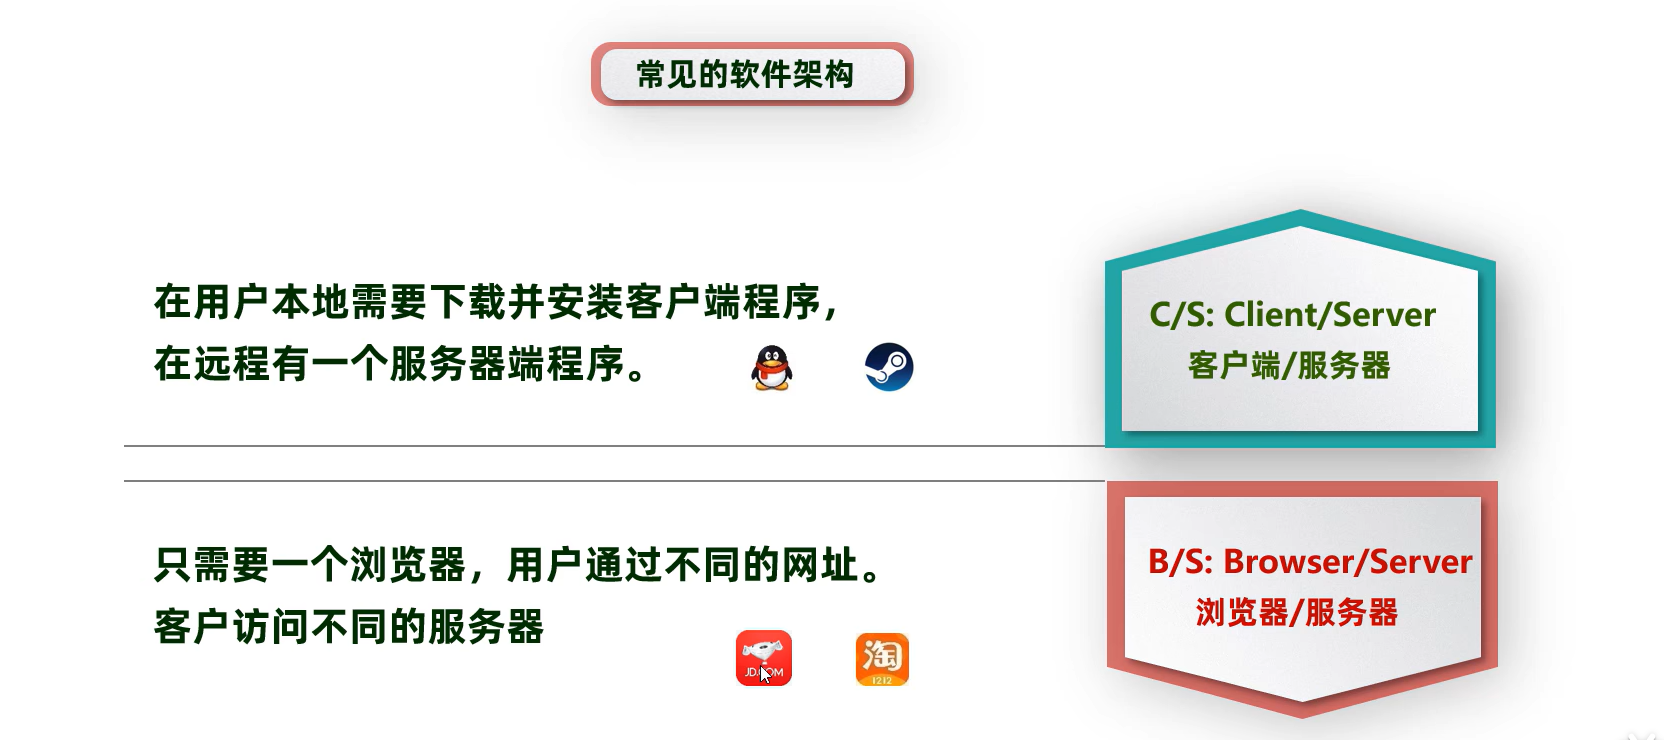 常见的软件架构
在用户本地需要下载并安装客户端程序，
在远程有一个服务器端程序。
C/S: Client/Server
客户端/服务器
只需要一个浏览器，用户通过不同的网址。
客户访问不同的服务器
B/S: Browser/Server
浏览器/服务器
JD.COM
淘
1212